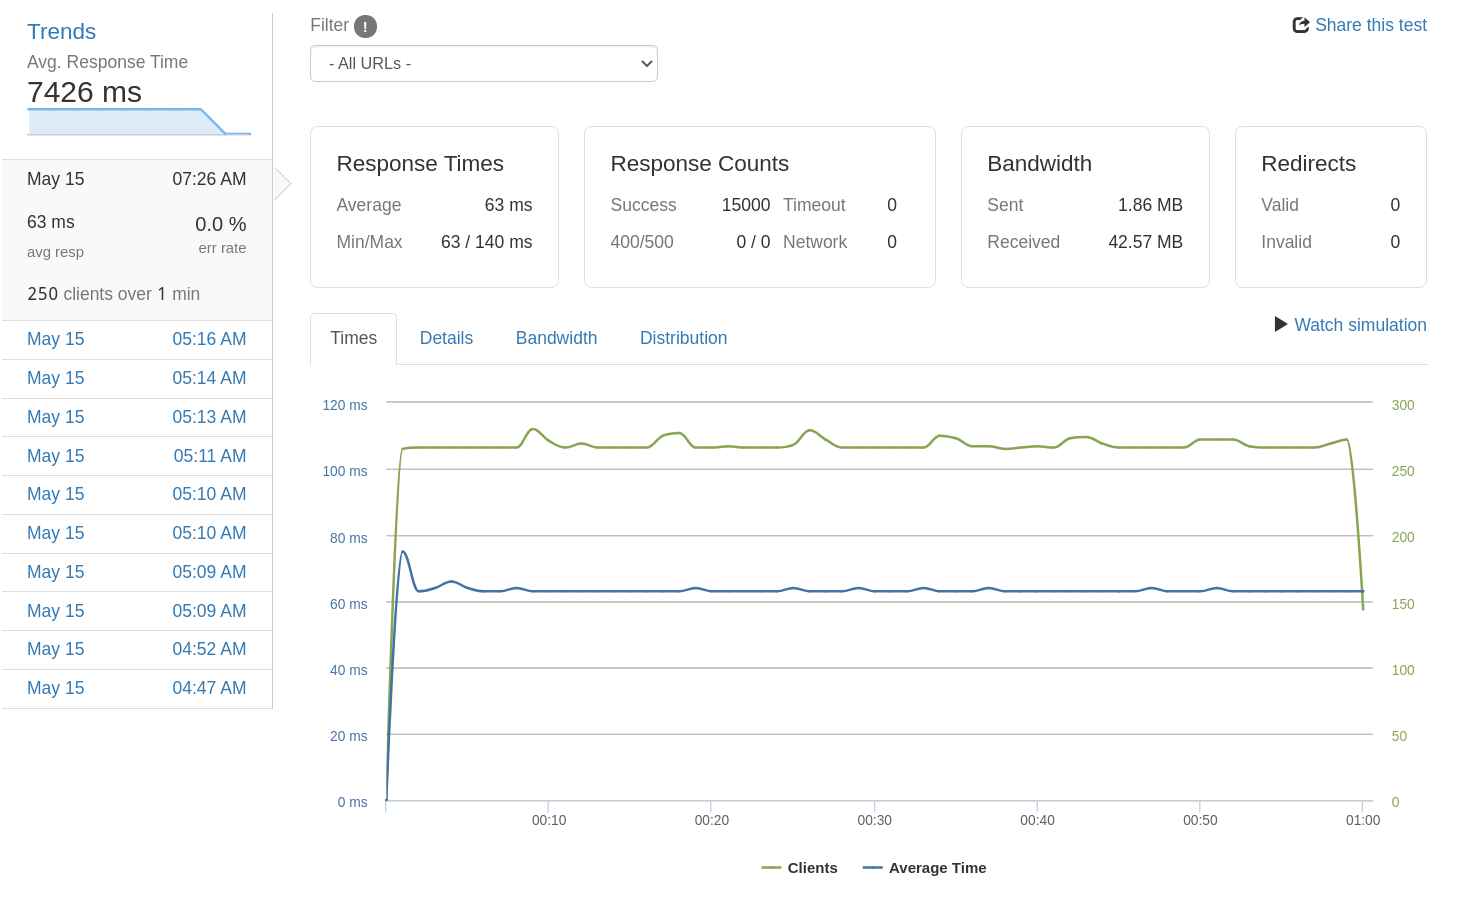 Trends
Avg. Response Time
7426 ms
May 15 07:26 AM
63 ms 0.0 %
avg resp err rate
250 clients over 1 min
May 15 05:16 AM
May 15 05:14 AM
May 15 05:13 AM
May 15 05:11 AM
May 15 05:10 AM
May 15 05:10 AM
May 15 05:09 AM
May 15 05:09 AM
May 15 04:52 AM
May 15 04:47 AM
Filter !
Share this test
- All URLs -
Response Times
Average 63 ms
Min/Max 63 / 140 ms
Response Counts
Success 15000 Timeout 0
400/500 0 / 0 Network 0
Bandwidth
Sent 1.86 MB
Received 42.57 MB
Redirects
Valid 0
Invalid 0
Times Details Bandwidth Distribution
Watch simulation
120 ms 300
100 ms 250
80 ms 200
60 ms 150
40 ms 100
20 ms 50
0 ms 0
00:10 00:20 00:30 00:40 00:50 01:00
Clients Average Time